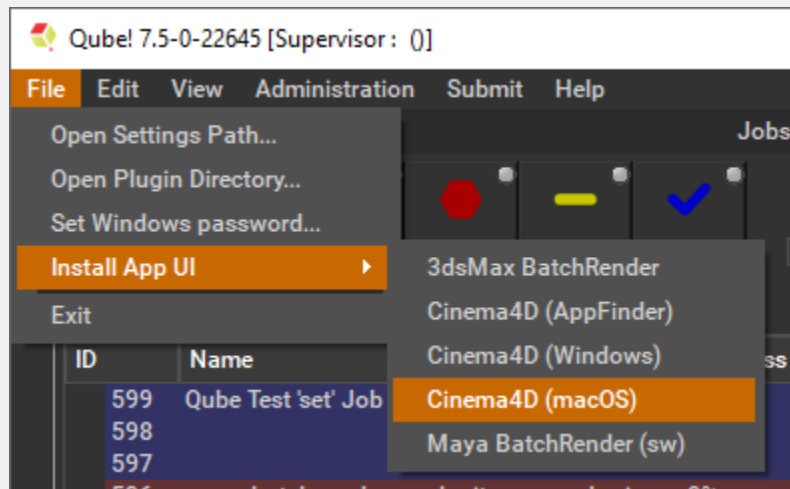 Qube! 7.5-0-22645 [Supervisor : ()]
File Edit View Administration Submit Help
Open Settings Path...
Jobs
Open Plugin Directory...
Set Windows password...
Install App UI
3dsMax BatchRender
Exit
Cinema4D (AppFinder)
Cinema4D (Windows)
ID Name
ss
599 Qube Test 'set' Job
Cinema4D (macOS)
598
597
Maya BatchRender (sw)